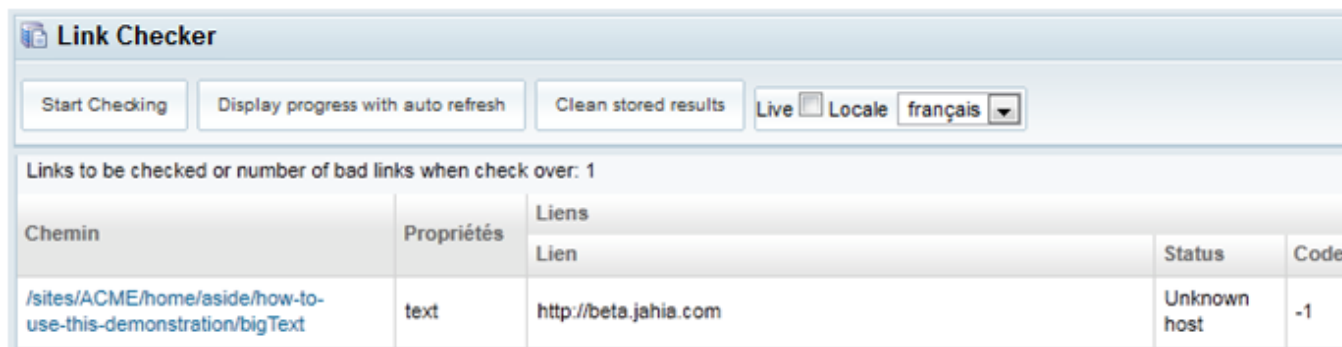 Link Checker
Start Checking Display progress with auto refresh Clean stored results Live Locale français
Links to be checked or number of bad links when check over: 1
Chemin Propriétés Liens
Lien Status Code
/sites/ACME/home/aside/how-to-
use-this-demonstration/bigText text http://beta.jahia.com Unknown
host -1